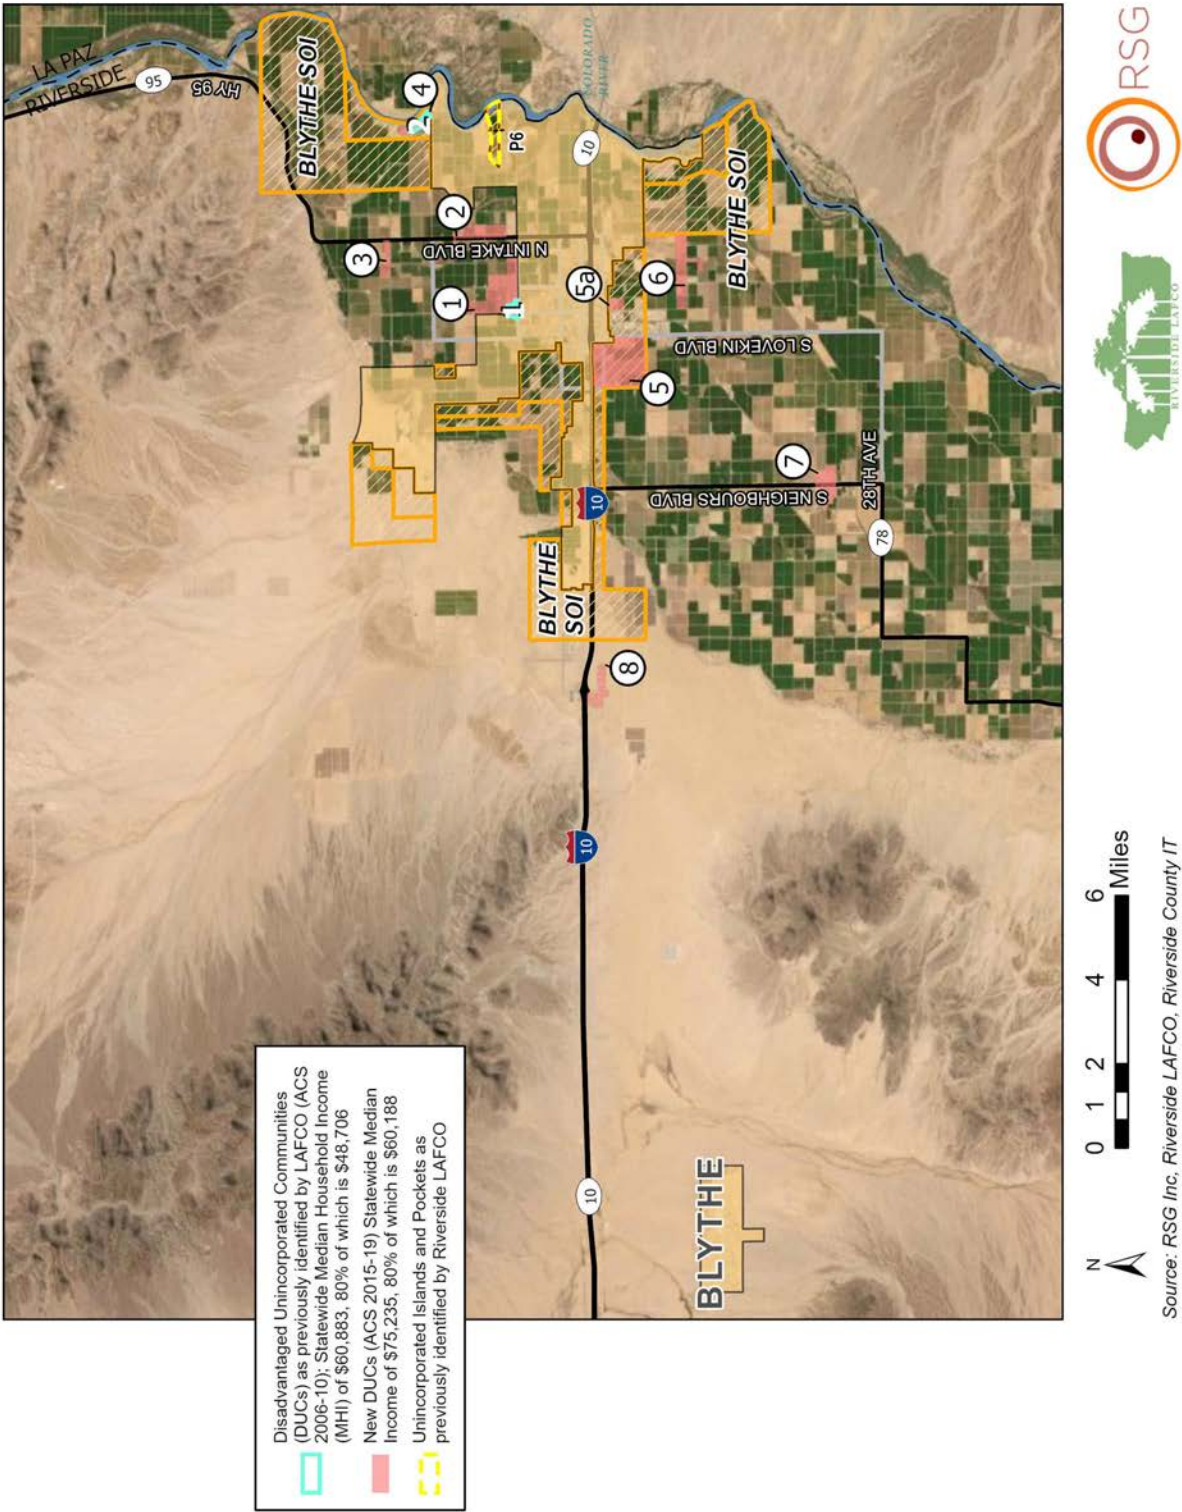 LA PAZ
RIVERSIDE
95
HY 95
BLYTHE SOI
4
2
P6
COLORADO
RIVER
10
2
N INTAKE BLVD
3
1
1
5a
6
BLYTHE SOI
S LOVEKIN BLVD
5
7
S NEIGHBOURS BLVD
28TH AVE
78
10
BLYTHE
SOI
8
10
10
BLYTHE
Disadvantaged Unincorporated Communities
(DUCs) as previously identified by LAFCO (ACS
2006-10); Statewide Median Household Income
(MHI) of $60,883, 80% of which is $48,706
New DUCs (ACS 2015-19) Statewide Median
Income of $75,235, 80% of which is $60,188
Unincorporated Islands and Pockets as
previously identified by Riverside LAFCO
N
0 1 2 4 6
Miles
Source: RSG Inc, Riverside LAFCO, Riverside County IT
RIVERSIDE LAFCO
RSG